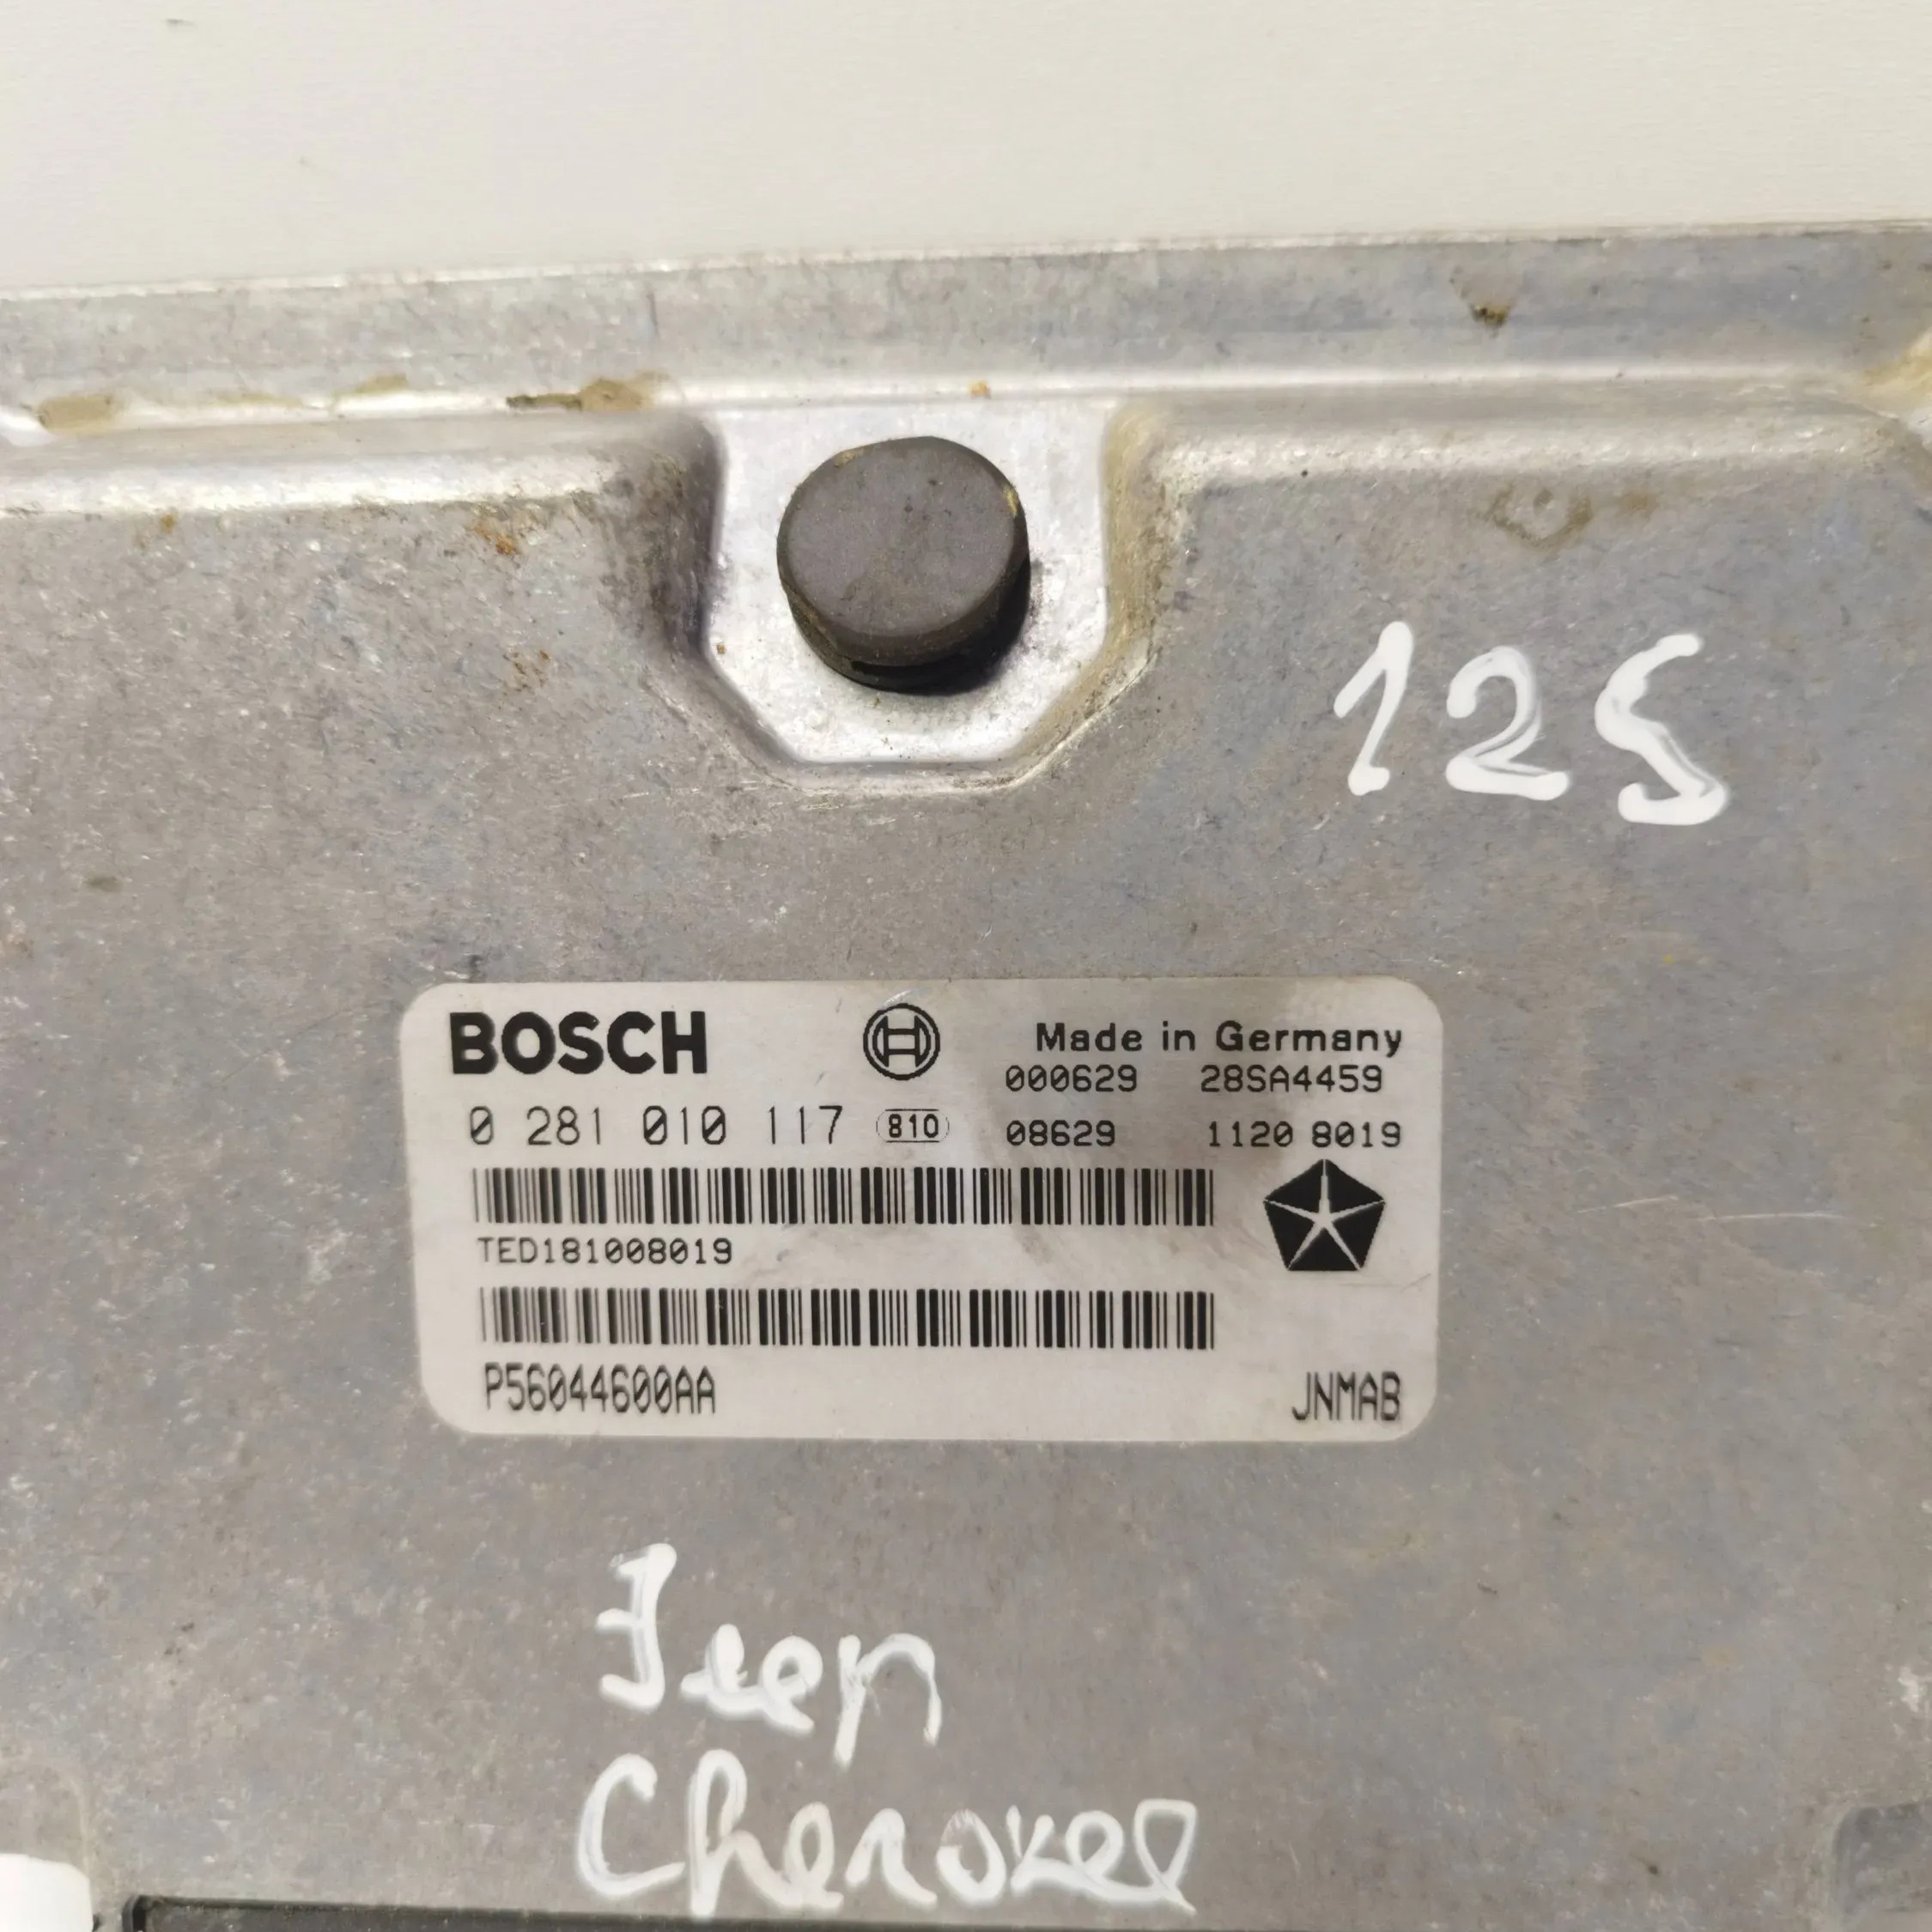 125
BOSCH Made in Germany
000629 28SA4459
0 281 010 117 810 08629 1120 8019
TED181008019
P56044600AA JNMAB
Jeep
Cherokee